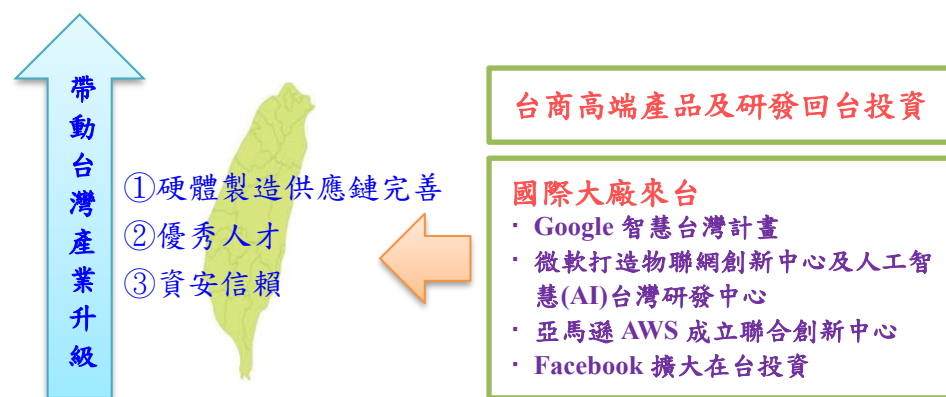 帶動台灣產業升級
①硬體製造供應鏈完善
②優秀人才
③資安信賴
台商高端產品及研發回台投資
國際大廠來台
· Google 智慧台灣計畫
· 微軟打造物聯網創新中心及人工智
慧(AI)台灣研發中心
· 亞馬遜 AWS 成立聯合創新中心
· Facebook 擴大在台投資